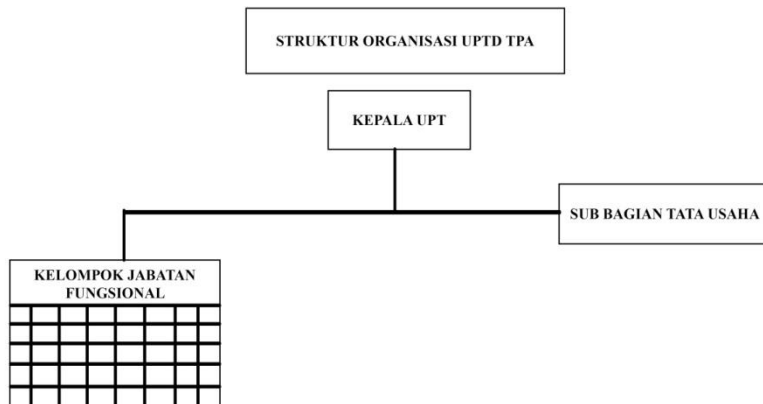 STRUKTUR ORGANISASI UPTD TPA
KEPALA UPT
SUB BAGIAN TATA USAHA
KELOMPOK JABATAN
FUNGSIONAL